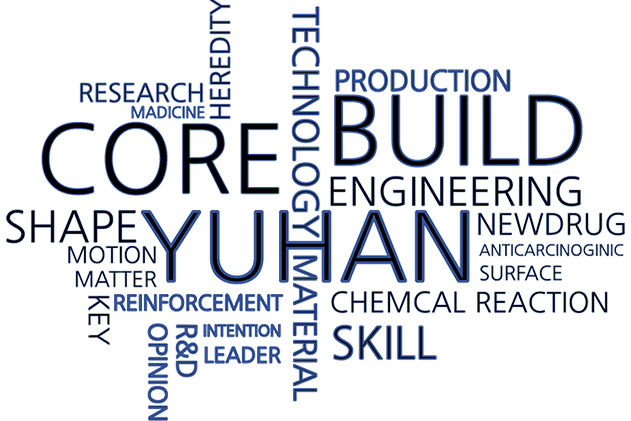 HEREDITY
TECHNOLOGY MATERIAL
PRODUCTION
RESEARCH
MADICINE
CORE
BUILD
ENGINEERING
SHAPE
YUHAN
NEWDRUG
MOTION
ANTICARCINOGINIC
MATTER
SURFACE
KEY
REINFORCEMENT
CHEMCAL REACTION
OPINION
R&D
INTENTION
LEADER
SKILL